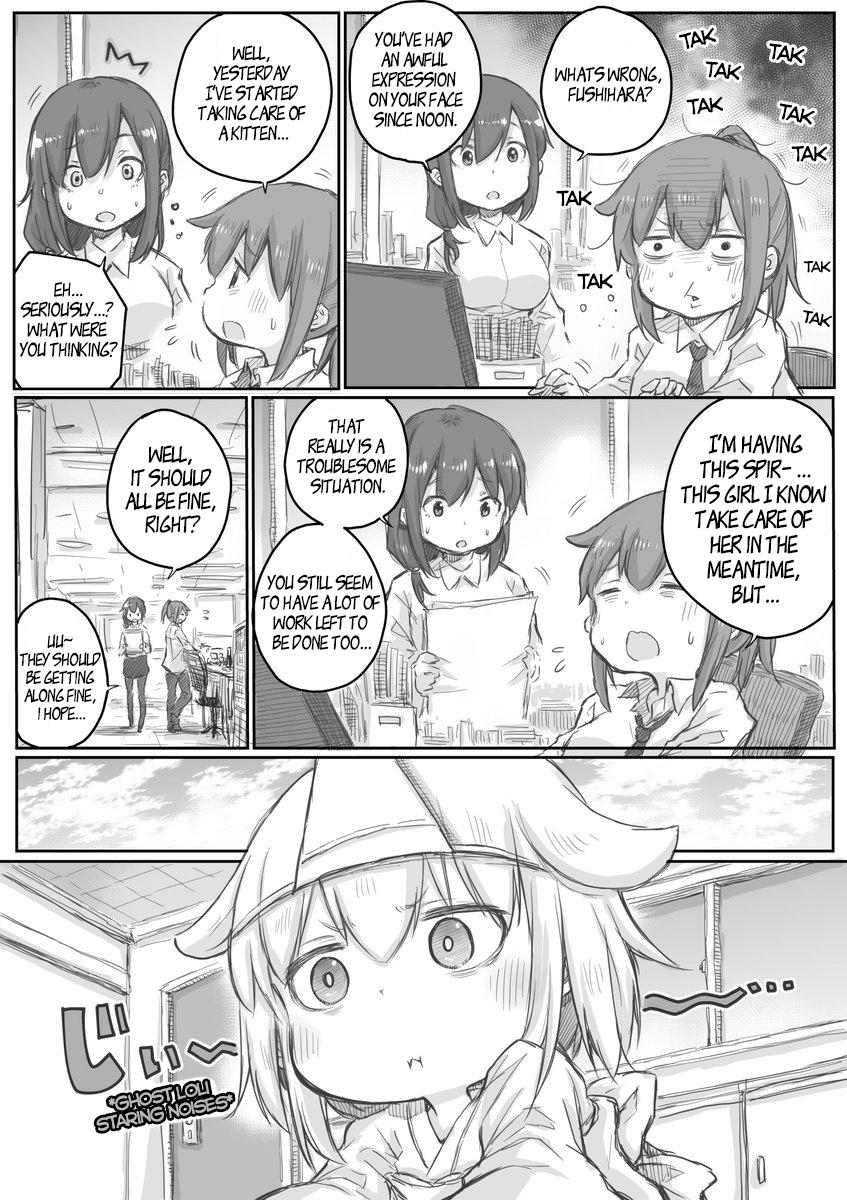 WHATS WRONG,
FUSHIHARA?
YOU'VE HAD
AN AWFUL
EXPRESSION
ON YOUR FACE
SINCE NOON.
TAK
TAK
TAK
TAK
TAK
TAK
TAK
TAK
TAK
TAK
WELL,
YESTERDAY
I'VE STARTED
TAKING CARE OF
A KITTEN...
EH...
SERIOUSLY...?
WHAT WERE
YOU THINKING?
I'M HAVING
THIS SPIR- ...
THIS GIRL I KNOW
TAKE CARE OF
HER IN THE
MEANTIME,
BUT...
THAT
REALLY IS A
TROUBLESOME
SITUATION.
YOU STILL SEEM
TO HAVE A LOT OF
WORK LEFT TO
BE DONE TOO...
WELL,
IT SHOULD
ALL BE FINE,
RIGHT?
UU~
THEY SHOULD
BE GETTING
ALONG FINE,
I HOPE...
じぃ〜
〜...
*GHOST LOLI
STARING NOISES*